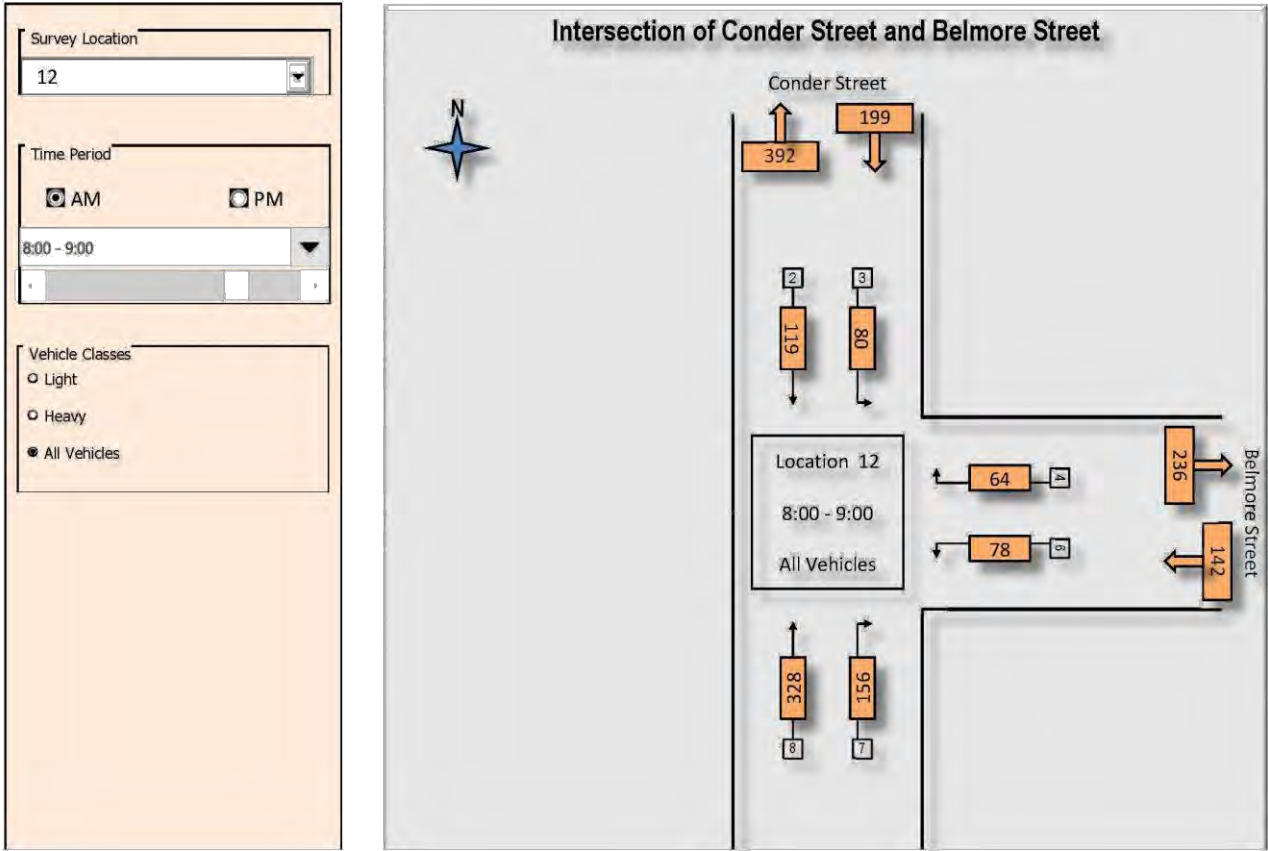 Survey Location
12
Time Period
AM
PM
8:00 - 9:00
Vehicle Classes
Light
Heavy
All Vehicles
Intersection of Conder Street and Belmore Street
N
Conder Street
392
199
2
3
119
80
Location 12
8:00 - 9:00
All Vehicles
64
4
78
6
236
142
Belmore Street
328
156
8
7